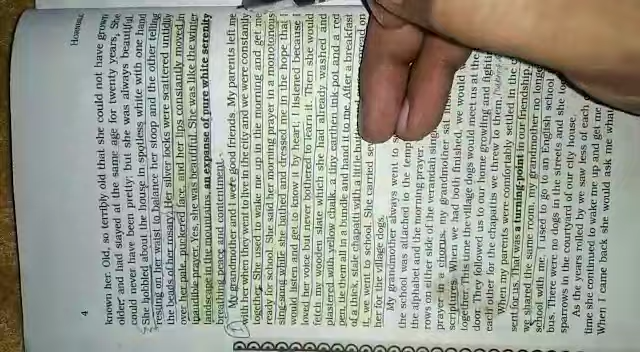 HORNBILL
4
known her. Old, so terribly old that she could not have grown
older, and had stayed at the same age for twenty years. She
could never have been pretty; but she was always beautiful.
She hobbled about the house in spotless white with one hand
resting on her waist to balance her stoop and the other telling
the beads of her rosary. Her silver locks were scattered untidily
over her pale, puckered face, and her lips constantly moved in
inaudible prayer. Yes, she was beautiful. She was like the winter
landscape in the mountains, an expanse of pure white serenity
breathing peace and contentment.
My grandmother and I were good friends. My parents left me
with her when they went to live in the city and we were constantly
together. She used to wake me up in the morning and get me
ready for school. She said her morning prayer in a monotonous
sing-song while she bathed and dressed me in the hope that I
would listen and get to know it by heart; I listened because I
loved her voice but never bothered to learn it. Then she would
fetch my wooden slate which she had already washed and
plastered with yellow chalk, a tiny earthen ink-pot and a red
pen, tie them all in a bundle and hand it to me. After a breakfast
of a thick, stale chapatti with a little
it, we went to school. She carried
her for the village dogs.
My grandmother always went to
the school was attached to the
the alphabet and the morning prayer.
rows on either side of the verandah
prayer in a chorus, my grandmother sat
scriptures. When we had both finished, we would
together. This time the village dogs would meet us at the
door. They followed us to our home growling and
each other for the chapattis we threw to them.
When my parents were comfortably settled in the
sent for us. That was a turning-point in our friendship.
we shared the same room, my grandmother no longer
school with me. I used to go to an English school
bus. There were no dogs in the streets and she
sparrows in the courtyard of our city house.
As the years rolled by we saw less of each
time she continued to wake me up and get me
When I came back she would ask me what